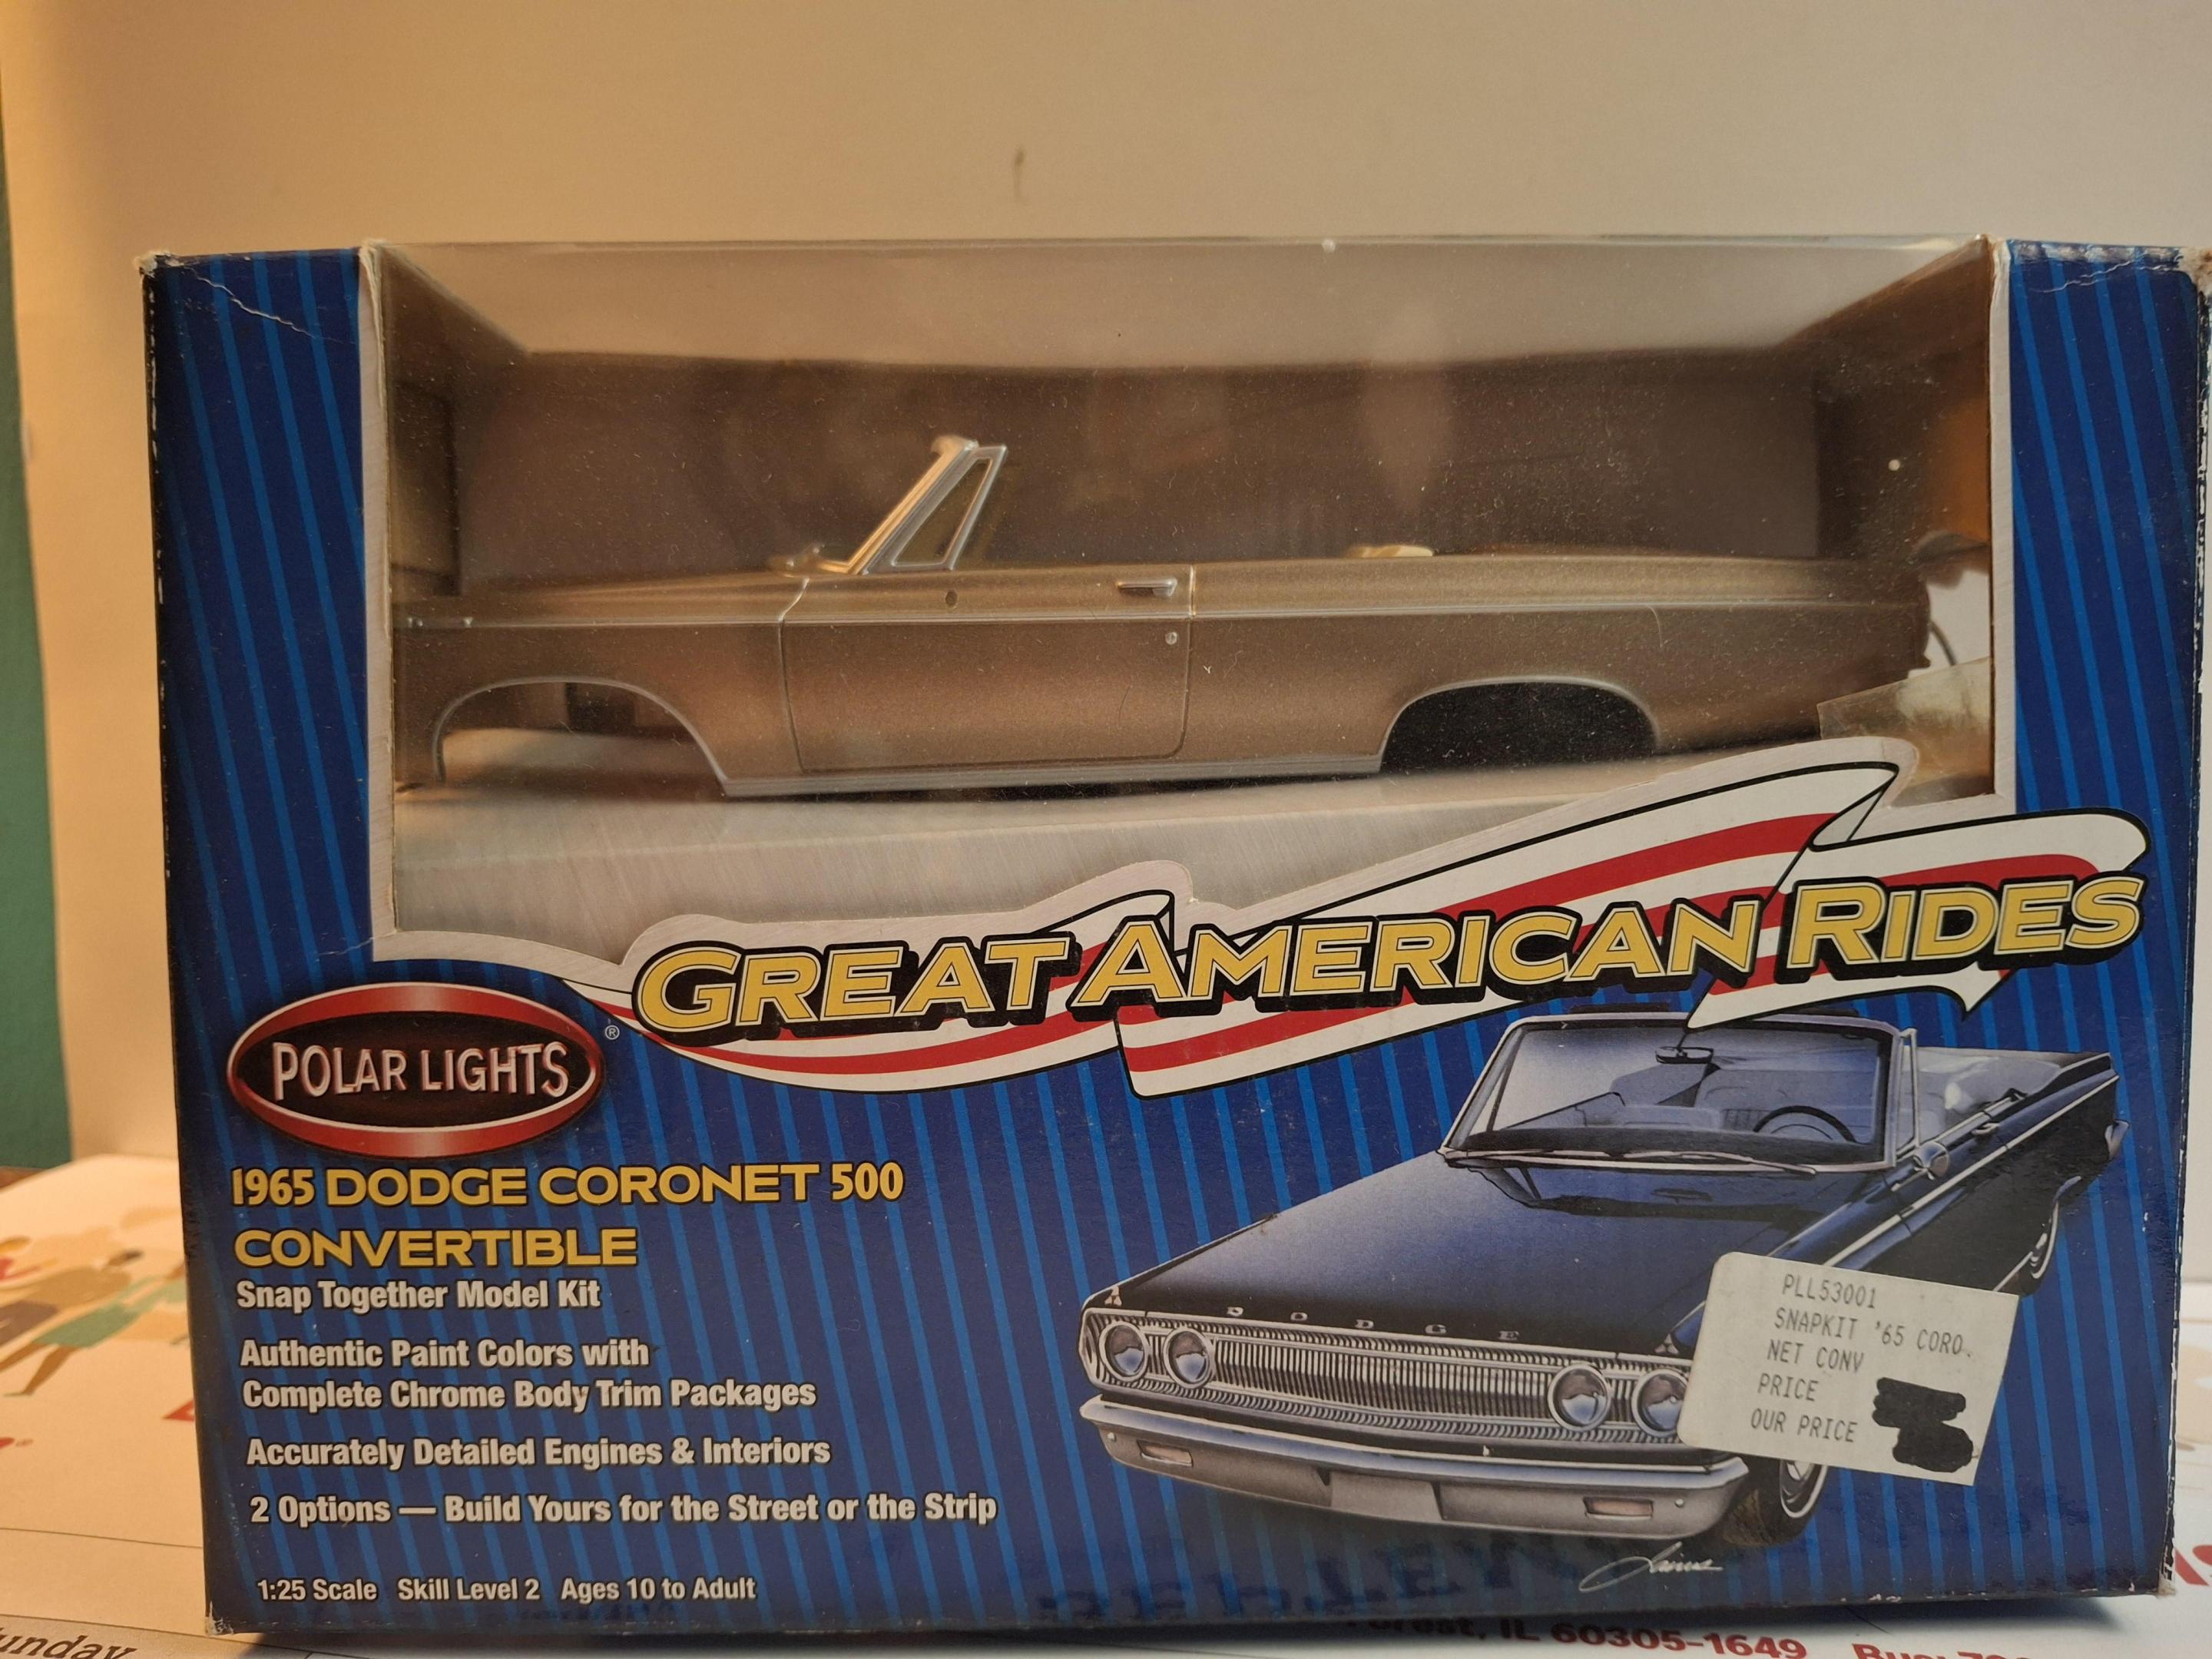 GREAT AMERICAN RIDES
POLAR LIGHTS®
1965 DODGE CORONET 500
CONVERTIBLE
Snap Together Model Kit
Authentic Paint Colors with
Complete Chrome Body Trim Packages
Accurately Detailed Engines & Interiors
2 Options — Build Yours for the Street or the Strip
1:25 Scale Skill Level 2 Ages 10 to Adult
DODGE
PLL53001
SNAPKIT '65 CORO.
NET CONV
PRICE
OUR PRICE
IL 60305-1649